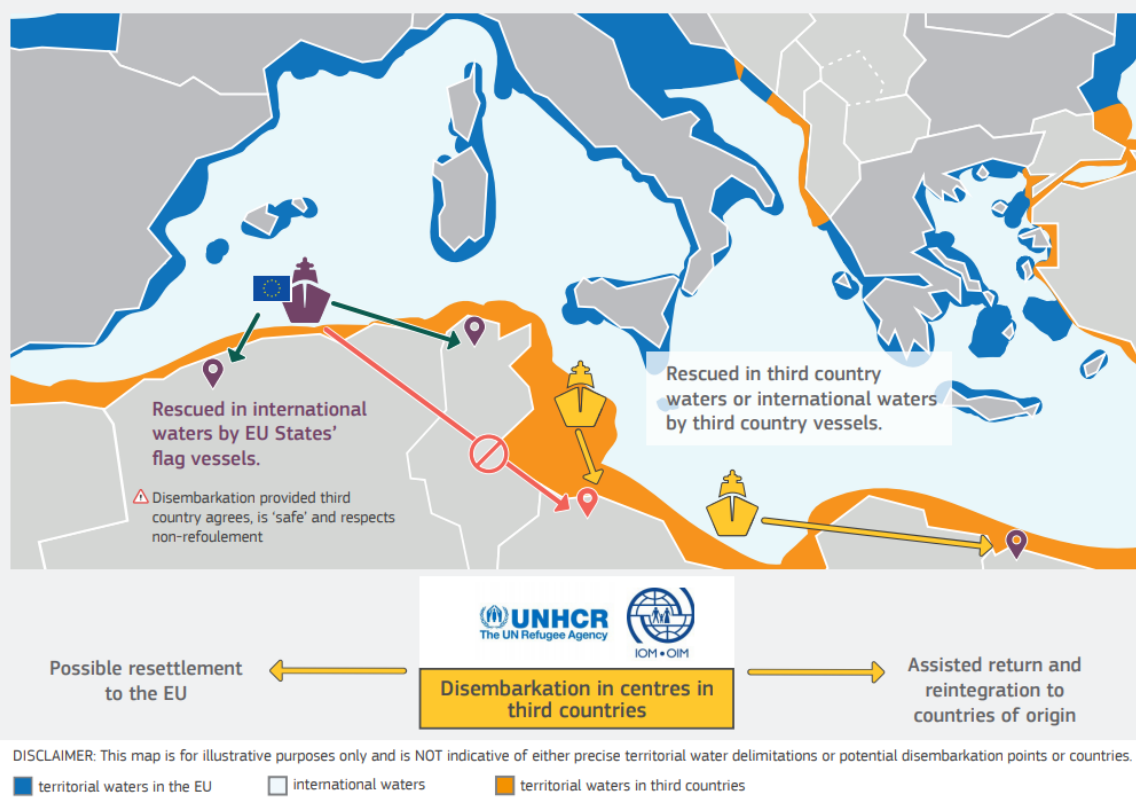 Rescued in third country
waters or international waters
by third country vessels.
Rescued in international
waters by EU States’
flag vessels.
Disembarkation provided third
country agrees, is ‘safe’ and respects
non-refoulement
UNHCR
The UN Refugee Agency
IOM • OIM
Possible resettlement
to the EU
Disembarkation in centres in
third countries
Assisted return and
reintegration to
countries of origin
DISCLAIMER: This map is for illustrative purposes only and is NOT indicative of either precise territorial water delimitations or potential disembarkation points or countries.
territorial waters in the EU
international waters
territorial waters in third countries